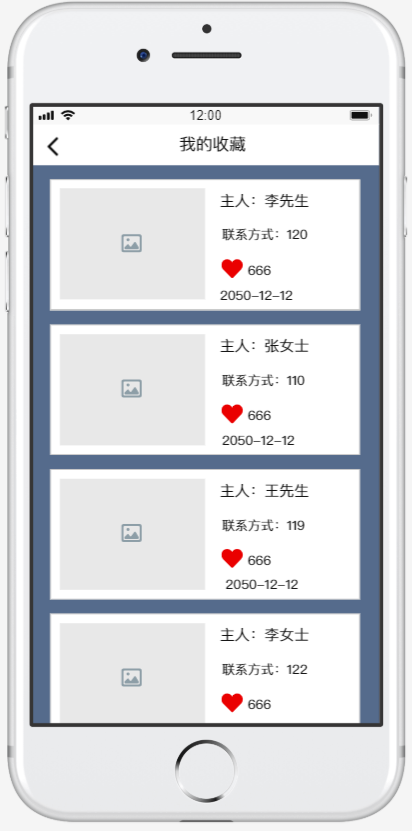 12:00
我的收藏
主人：李先生
联系方式：120
666
2050-12-12
主人：张女士
联系方式：110
666
2050-12-12
主人：王先生
联系方式：119
666
2050-12-12
主人：李女士
联系方式：122
666